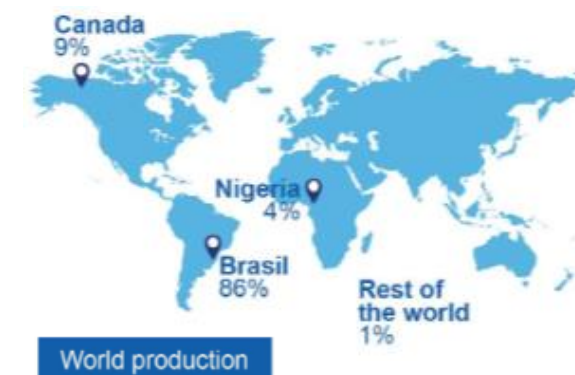 Canada
9%
Nigeria
4%
Brasil
86%
Rest of
the world
1%
World production